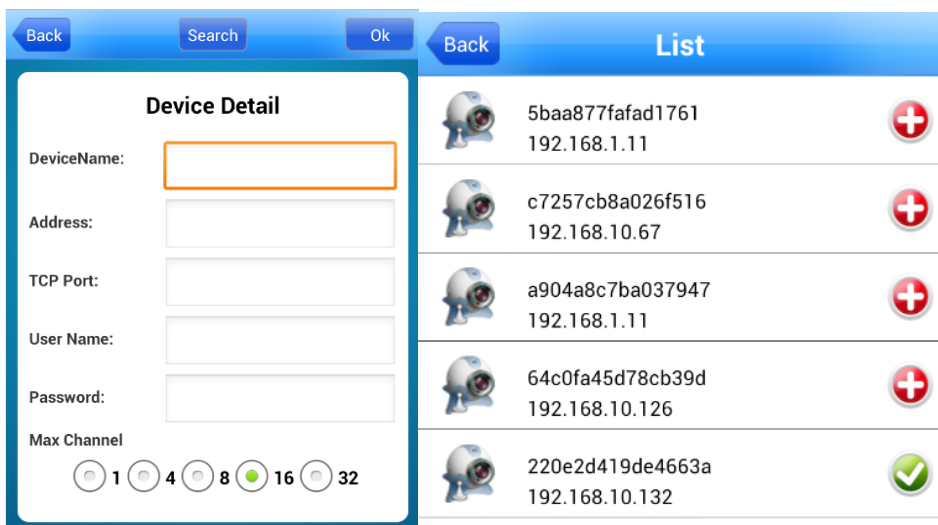 Back Search Ok
Device Detail
DeviceName:
Address:
TCP Port:
User Name:
Password:
Max Channel
1 4 8 16 32
Back List
5baa877fafad1761
192.168.1.11
c7257cb8a026f516
192.168.10.67
a904a8c7ba037947
192.168.1.11
64c0fa45d78cb39d
192.168.10.126
220e2d419de4663a
192.168.10.132